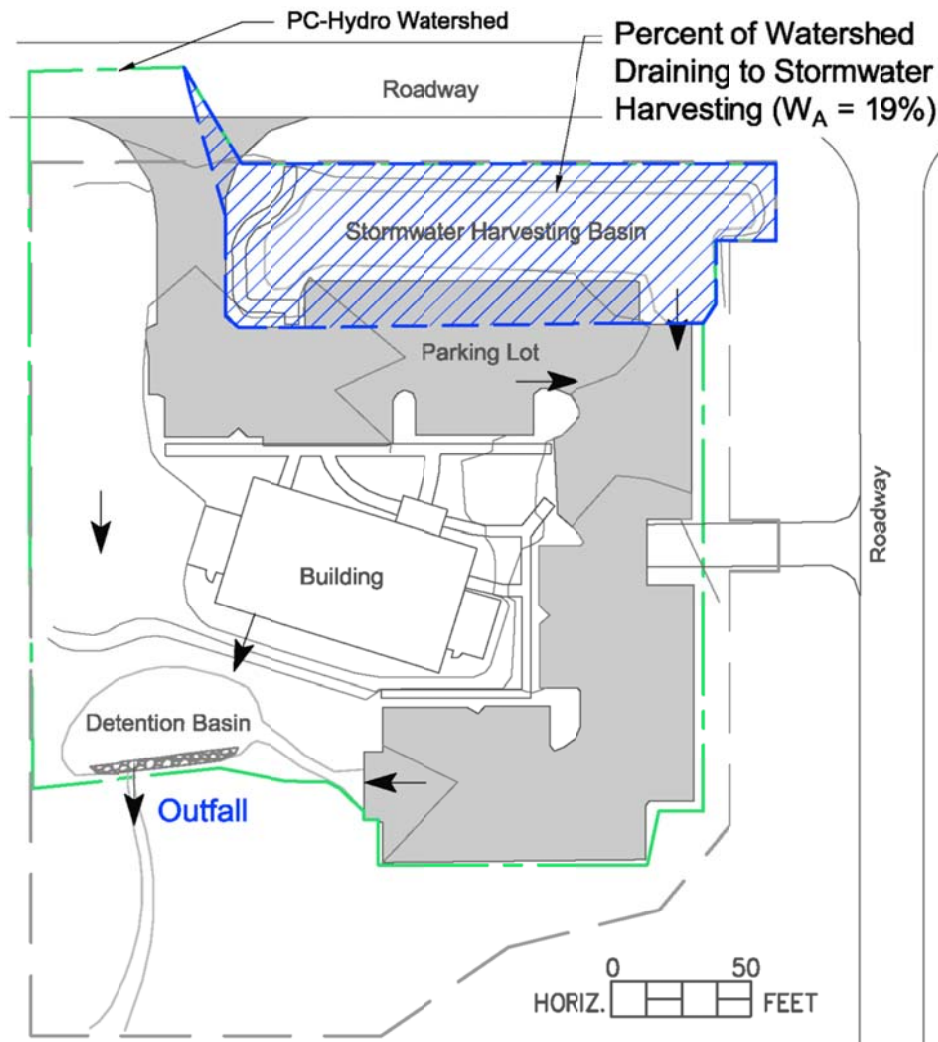 PC-Hydro Watershed
Percent of Watershed
Draining to Stormwater
Harvesting (W_A = 19%)
Roadway
Stormwater Harvesting Basin
Parking Lot
Roadway
Building
Detention Basin
Outfall
0 50
HORIZ. FEET